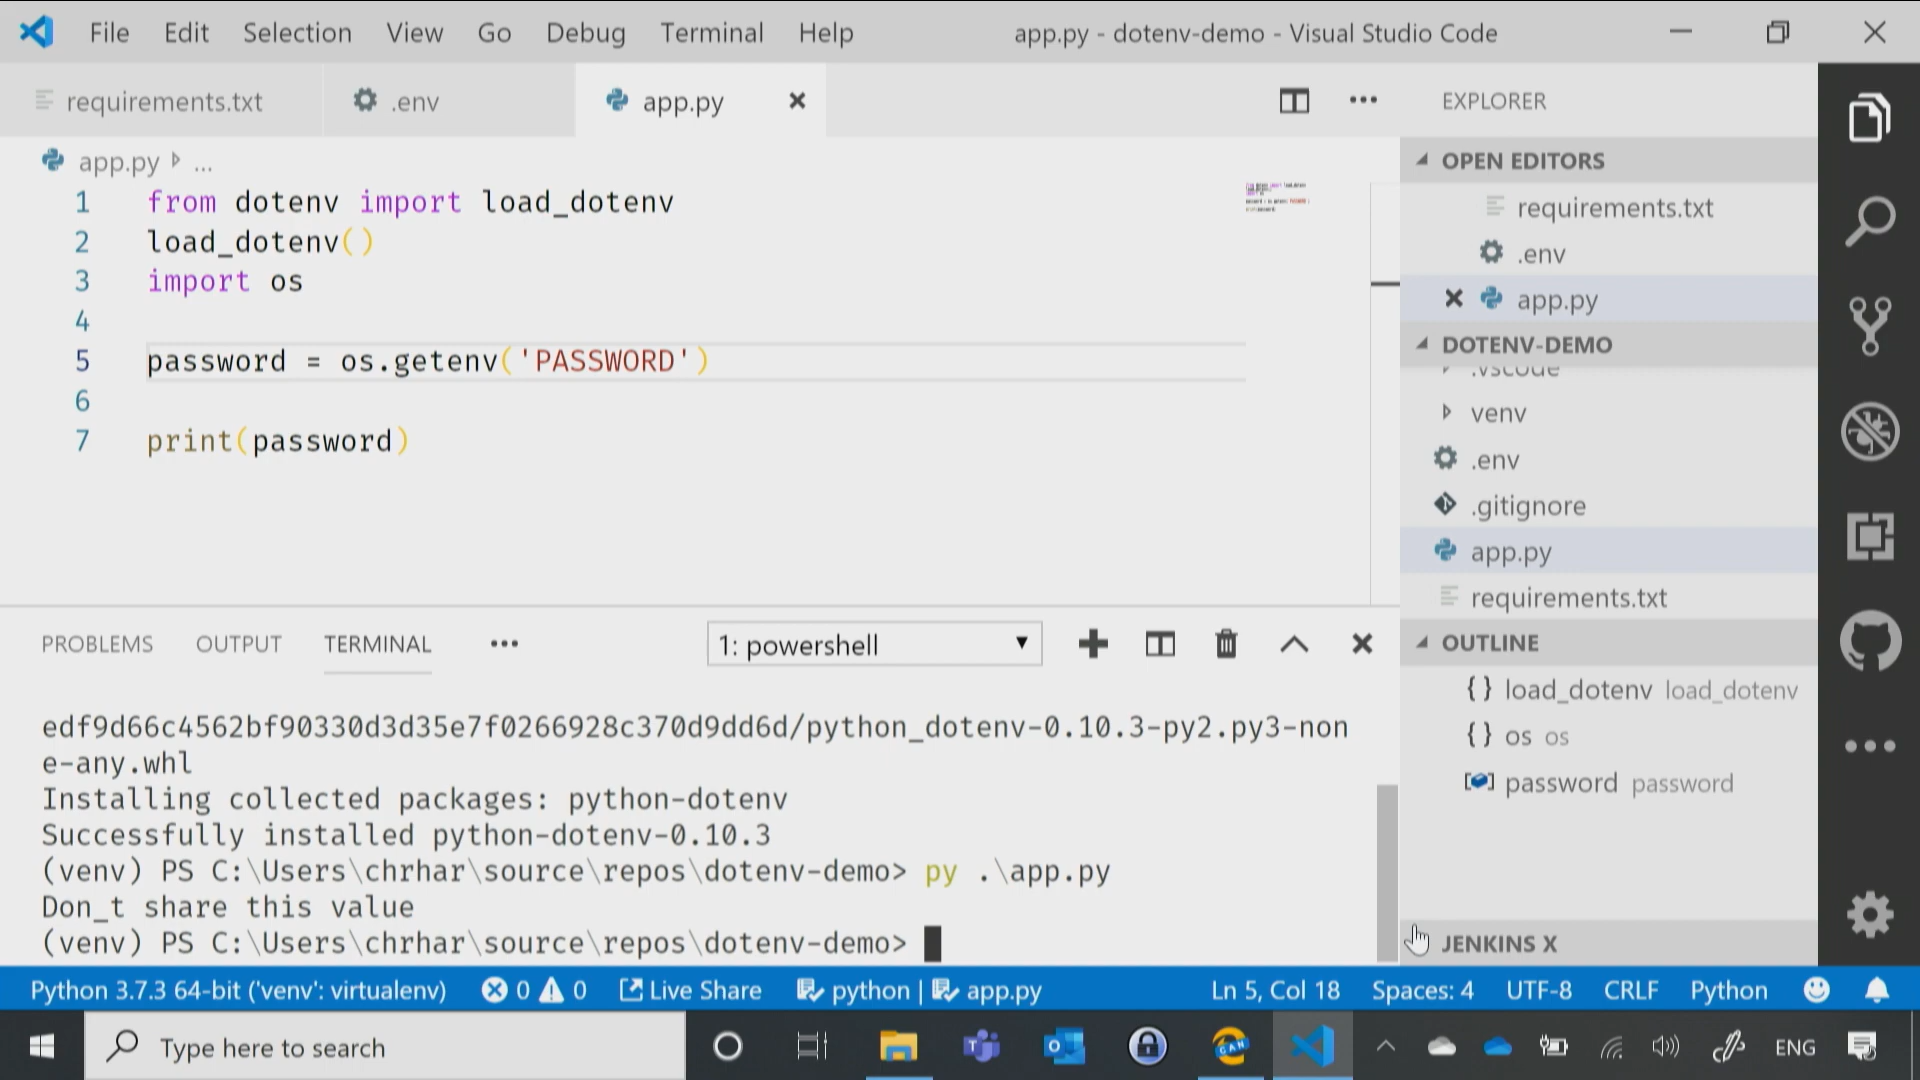 File Edit Selection View Go Debug Terminal Help app.py - dotenv-demo - Visual Studio Code
requirements.txt .env app.py
EXPLORER
app.py ...
1 from dotenv import load_dotenv
2 load_dotenv()
3 import os
4
5 password = os.getenv('PASSWORD')
6
7 print(password)
OPEN EDITORS
requirements.txt
.env
app.py
DOTENV-DEMO
.vscode
venv
.env
.gitignore
app.py
requirements.txt
OUTLINE
load_dotenv load_dotenv
os os
password password
JENKINS X
PROBLEMS OUTPUT TERMINAL 1: powershell
edf9d66c4562bf90330d3d35e7f0266928c370d9dd6d/python_dotenv-0.10.3-py2.py3-non
e-any.whl
Installing collected packages: python-dotenv
Successfully installed python-dotenv-0.10.3
(venv) PS C:\Users\chrhar\source\repos\dotenv-demo> py .\app.py
Don_t share this value
(venv) PS C:\Users\chrhar\source\repos\dotenv-demo>
Python 3.7.3 64-bit ('venv': virtualenv) 0 0 Live Share python | app.py Ln 5, Col 18 Spaces: 4 UTF-8 CRLF Python
Type here to search CAN ENG